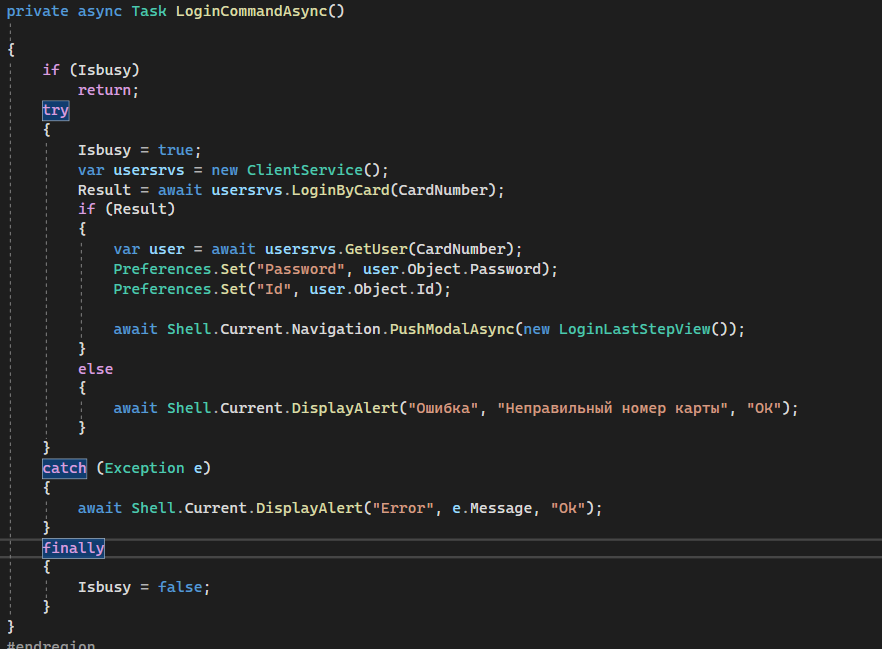 private async Task LoginCommandAsync()
{
if (Isbusy)
return;
try
{
Isbusy = true;
var usersrvs = new ClientService();
Result = await usersrvs.LoginByCard(CardNumber);
if (Result)
{
var user = await usersrvs.GetUser(CardNumber);
Preferences.Set("Password", user.Object.Password);
Preferences.Set("Id", user.Object.Id);
await Shell.Current.Navigation.PushModalAsync(new LoginLastStepView());
}
else
{
await Shell.Current.DisplayAlert("Ошибка", "Неправильный номер карты", "OK");
}
}
catch (Exception e)
{
await Shell.Current.DisplayAlert("Error", e.Message, "Ok");
}
finally
{
Isbusy = false;
}
}
#endregion